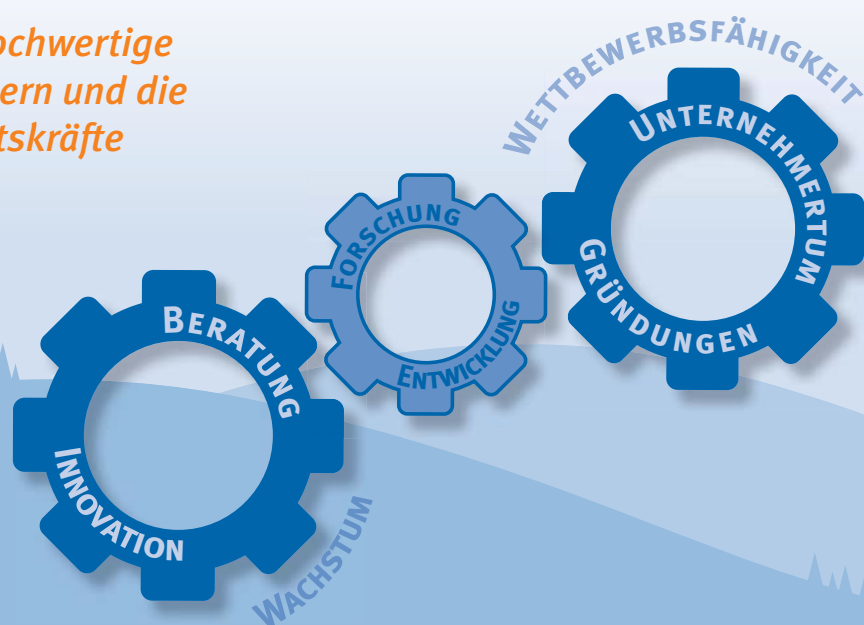 ochwertige
ern und die
tskräfte
WETTBEWERBSFÄHIGKEIT
UNTERNEHMERTUM
GRÜNDUNGEN
FORSCHUNG
ENTWICKLUNG
BERATUNG
INNOVATION
WACHSTUM